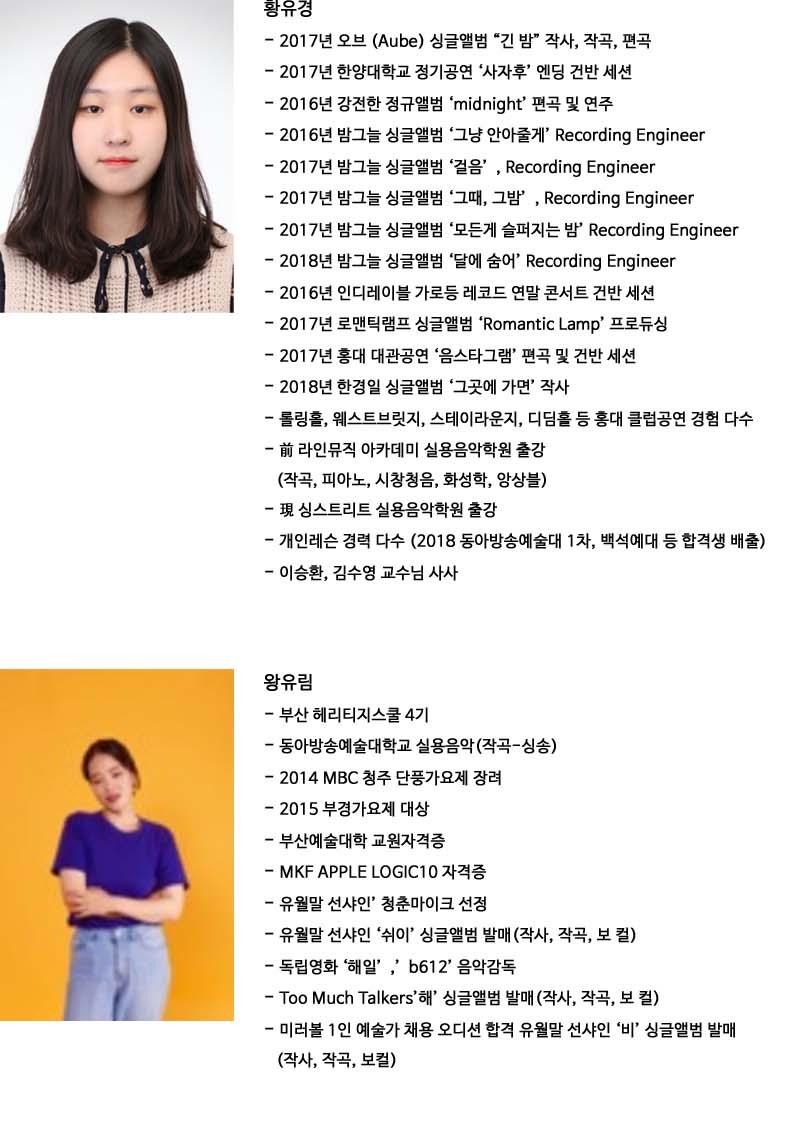 황유경
- 2017년 오브 (Aube) 싱글앨범 “긴 밤” 작사, 작곡, 편곡
- 2017년 한양대학교 정기공연 ‘사자후’ 엔딩 건반 세션
- 2016년 강전한 정규앨범 ‘midnight’ 편곡 및 연주
- 2016년 밤그늘 싱글앨범 ‘그냥 안아줄게’ Recording Engineer
- 2017년 밤그늘 싱글앨범 ‘걸음’ , Recording Engineer
- 2017년 밤그늘 싱글앨범 ‘그때, 그밤’ , Recording Engineer
- 2017년 밤그늘 싱글앨범 ‘모든게 슬퍼지는 밤’ Recording Engineer
- 2018년 밤그늘 싱글앨범 ‘달에 숨어’ Recording Engineer
- 2016년 인디레이블 가로등 레코드 연말 콘서트 건반 세션
- 2017년 로맨틱램프 싱글앨범 ‘Romantic Lamp’ 프로듀싱
- 2017년 홍대 대관공연 ‘음스타그램’ 편곡 및 건반 세션
- 2018년 한경일 싱글앨범 ‘그곳에 가면’ 작사
- 롤링홀, 웨스트브릿지, 스테이라운지, 디딤홀 등 홍대 클럽공연 경험 다수
- 前 라인뮤직 아카데미 실용음악학원 출강
(작곡, 피아노, 시창청음, 화성학, 앙상블)
- 現 싱스트리트 실용음악학원 출강
- 개인레슨 경력 다수 (2018 동아방송예술대 1차, 백석예대 등 합격생 배출)
- 이승환, 김수영 교수님 사사
왕유림
- 부산 헤리티지스쿨 4기
- 동아방송예술대학교 실용음악(작곡-싱송)
- 2014 MBC 청주 단풍가요제 장려
- 2015 부경가요제 대상
- 부산예술대학 교원자격증
- MKF APPLE LOGIC10 자격증
- 유월말 선샤인’ 청춘마이크 선정
- 유월말 선샤인 ‘쉬이’ 싱글앨범 발매(작사, 작곡, 보 컬)
- 독립영화 ‘해일’ ,’ b612’ 음악감독
- Too Much Talkers’해’ 싱글앨범 발매(작사, 작곡, 보 컬)
- 미러볼 1인 예술가 채용 오디션 합격 유월말 선샤인 ‘비’ 싱글앨범 발매
(작사, 작곡, 보컬)